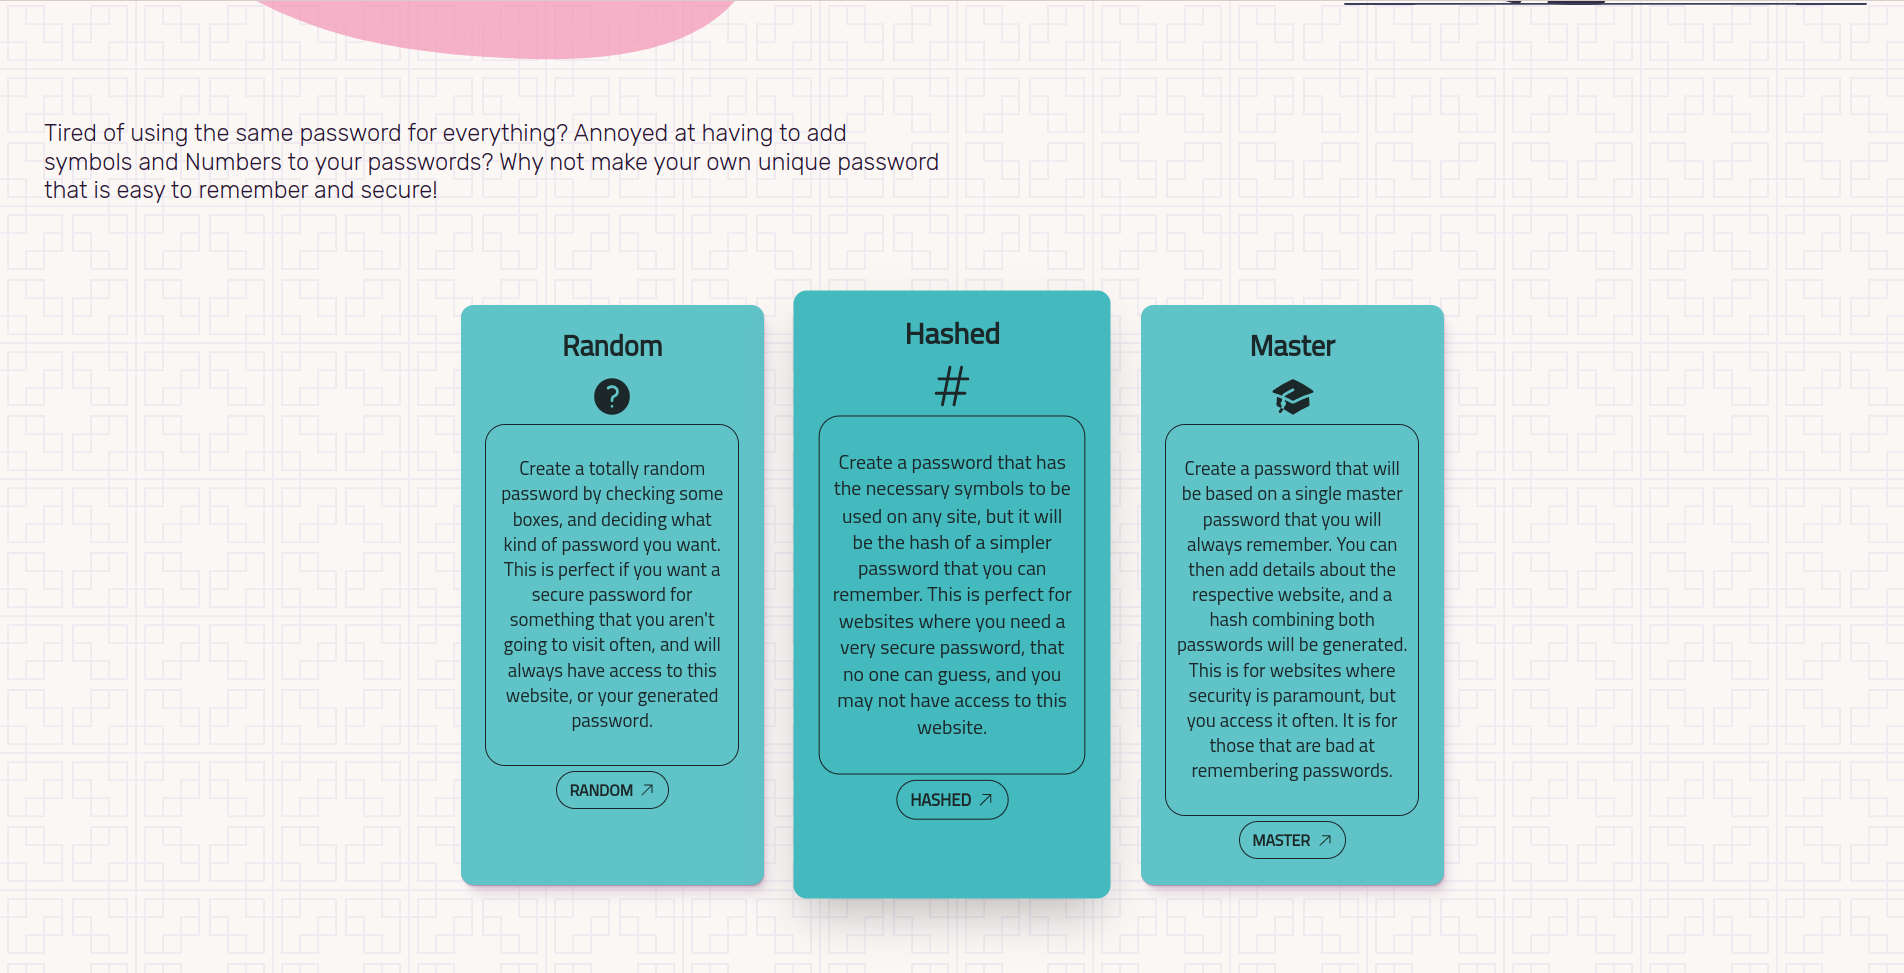 Tired of using the same password for everything? Annoyed at having to add
symbols and Numbers to your passwords? Why not make your own unique password
that is easy to remember and secure!
Random
Create a totally random
password by checking some
boxes, and deciding what
kind of password you want.
This is perfect if you want a
secure password for
something that you aren't
going to visit often, and will
always have access to this
website, or your generated
password.
RANDOM
Hashed
#
Create a password that has
the necessary symbols to be
used on any site, but it will
be the hash of a simpler
password that you can
remember. This is perfect for
websites where you need a
very secure password, that
no one can guess, and you
may not have access to this
website.
HASHED
Master
Create a password that will
be based on a single master
password that you will
always remember. You can
then add details about the
respective website, and a
hash combining both
passwords will be generated.
This is for websites where
security is paramount, but
you access it often. It is for
those that are bad at
remembering passwords.
MASTER